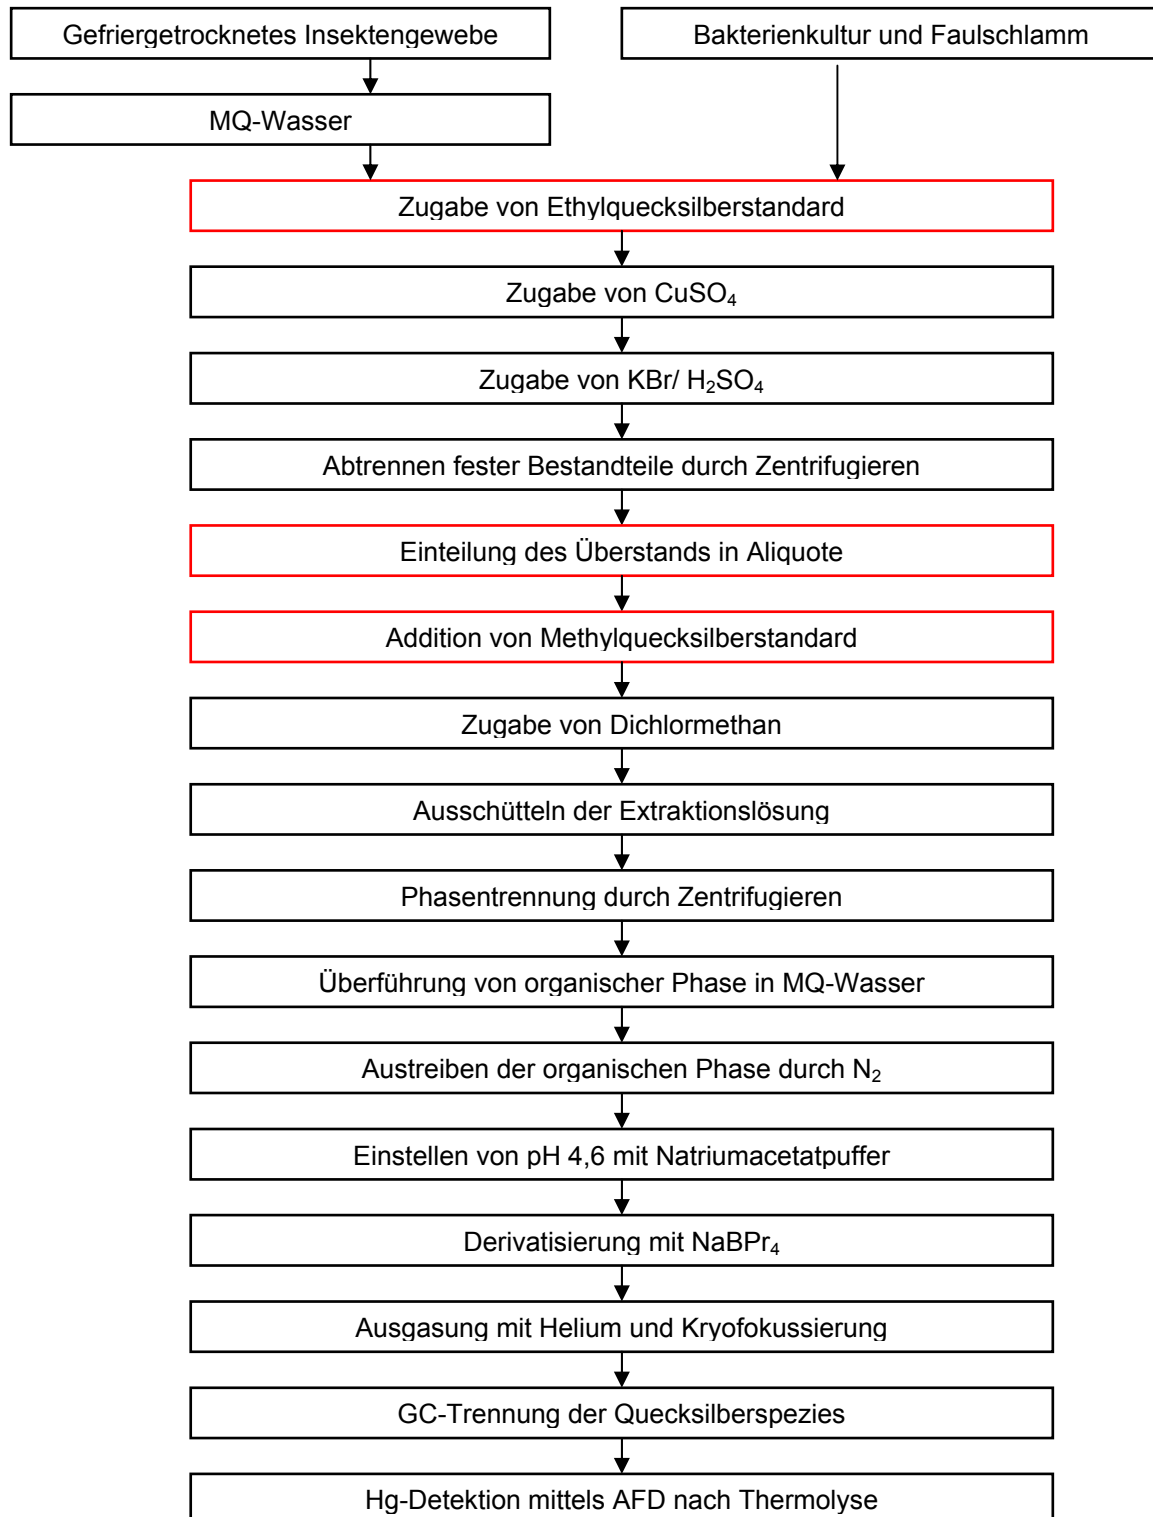 Gefriergetrocknetes Insektengewebe
Bakterienkultur und Faulschlamm
MQ-Wasser
Zugabe von Ethylquecksilberstandard
Zugabe von CuSO₄
Zugabe von KBr/ H₂SO₄
Abtrennen fester Bestandteile durch Zentrifugieren
Einteilung des Überstands in Aliquote
Addition von Methylquecksilberstandard
Zugabe von Dichlormethan
Ausschütteln der Extraktionslösung
Phasentrennung durch Zentrifugieren
Überführung von organischer Phase in MQ-Wasser
Austreiben der organischen Phase durch N₂
Einstellen von pH 4,6 mit Natriumacetatpuffer
Derivatisierung mit NaBPr₄
Ausgasung mit Helium und Kryofokussierung
GC-Trennung der Quecksilberspezies
Hg-Detektion mittels AFD nach Thermolyse